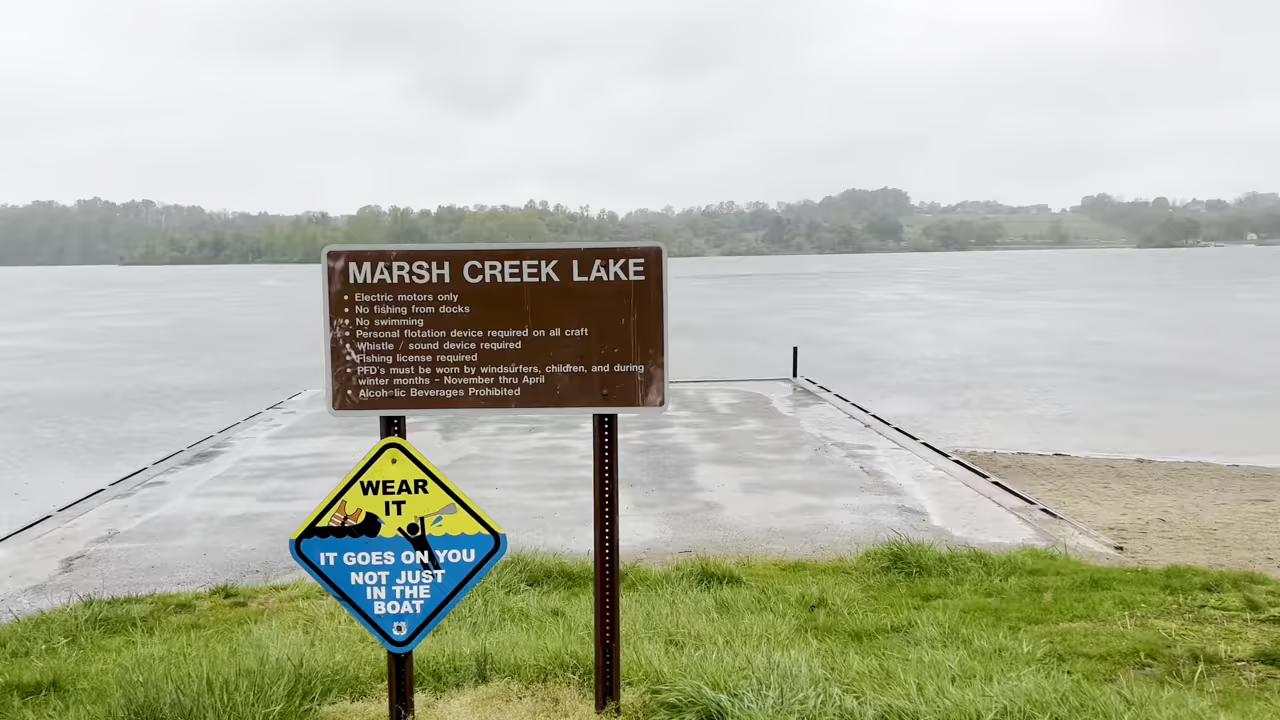 MARSH CREEK LAKE
• Electric motors only
• No fishing from docks
• No swimming
• Personal flotation device required on all craft
• Whistle / sound device required
• Fishing license required
• PFD's must be worn by windsurfers, children, and during
winter months - November thru April
• Alcoholic Beverages Prohibited
WEAR
IT
IT GOES ON YOU
NOT JUST
IN THE
BOAT